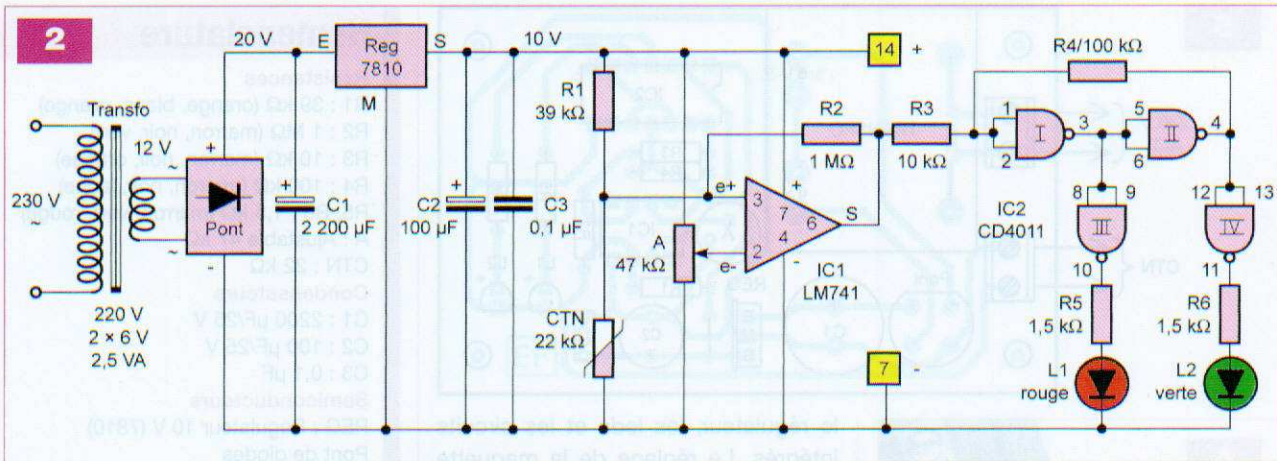 2
20 V
E
Reg
7810
S
M
10 V
14
+
R4/100 kΩ
Transfo
12 V
+
~
~
-
Pont
230 V
~
220 V
2 × 6 V
2,5 VA
+
C1
2 200 µF
+
C2
100 µF
C3
0,1 µF
R1
39 kΩ
A
47 kΩ
CTN
22 kΩ
e+
e-
3
2
+
7
4
-
6
S
IC1
LM741
R2
1 MΩ
R3
10 kΩ
I
3
5
6
II
4
8
9
III
10
12
13
IV
11
IC2
CD4011
R5
1,5 kΩ
R6
1,5 kΩ
7
-
L1
rouge
L2
verte